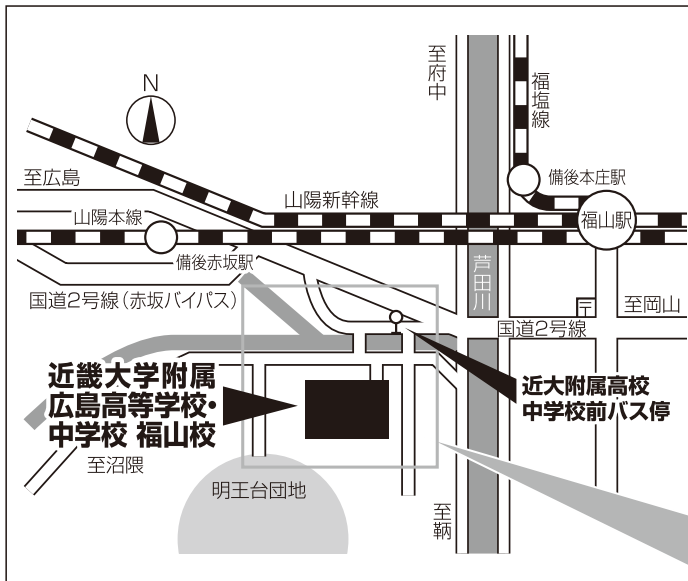 N
至府中
福塩線
至広島
備後本庄駅
山陽新幹線
山陽本線
福山駅
備後赤坂駅
芦田川
国道2号線(赤坂バイパス)
〒
至岡山
国道2号線
近畿大学附属
広島高等学校・
中学校 福山校
近大附属高校
中学校前バス停
至沼隈
明王台団地
至鞆